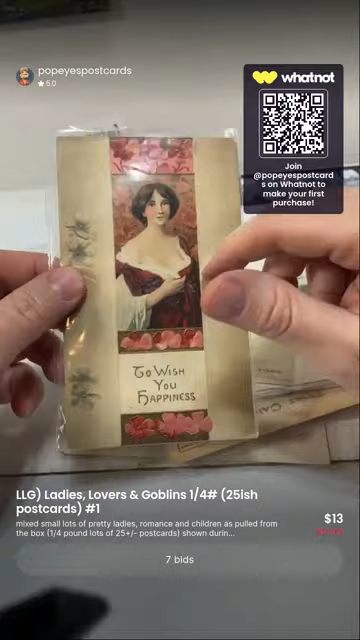 popeyespostcards
5.0
whatnot
Join
@popeyespostcard
s on Whatnot to
make your first
purchase!
To Wish
You
Happiness
LLG) Ladies, Lovers & Goblins 1/4# (25ish
postcards) #1
$13
mixed small lots of pretty ladies, romance and children as pulled from
the box (1/4 pound lots of 25+/- postcards) shown durin...
7 bids